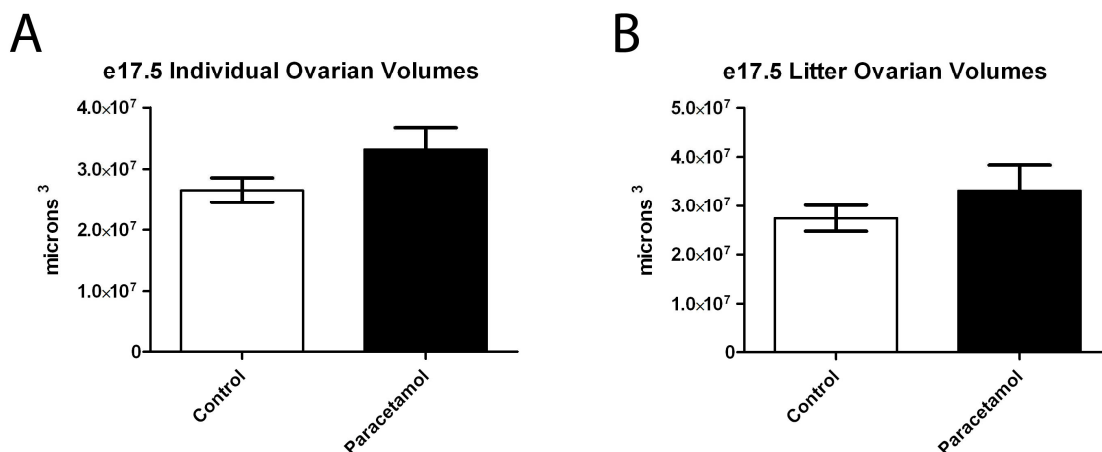 A
e17.5 Individual Ovarian Volumes
4.0×10⁷
3.0×10⁷
2.0×10⁷
1.0×10⁷
0
microns ³
Control
Paracetamol
B
e17.5 Litter Ovarian Volumes
5.0×10⁷
4.0×10⁷
3.0×10⁷
2.0×10⁷
1.0×10⁷
0
microns ³
Control
Paracetamol